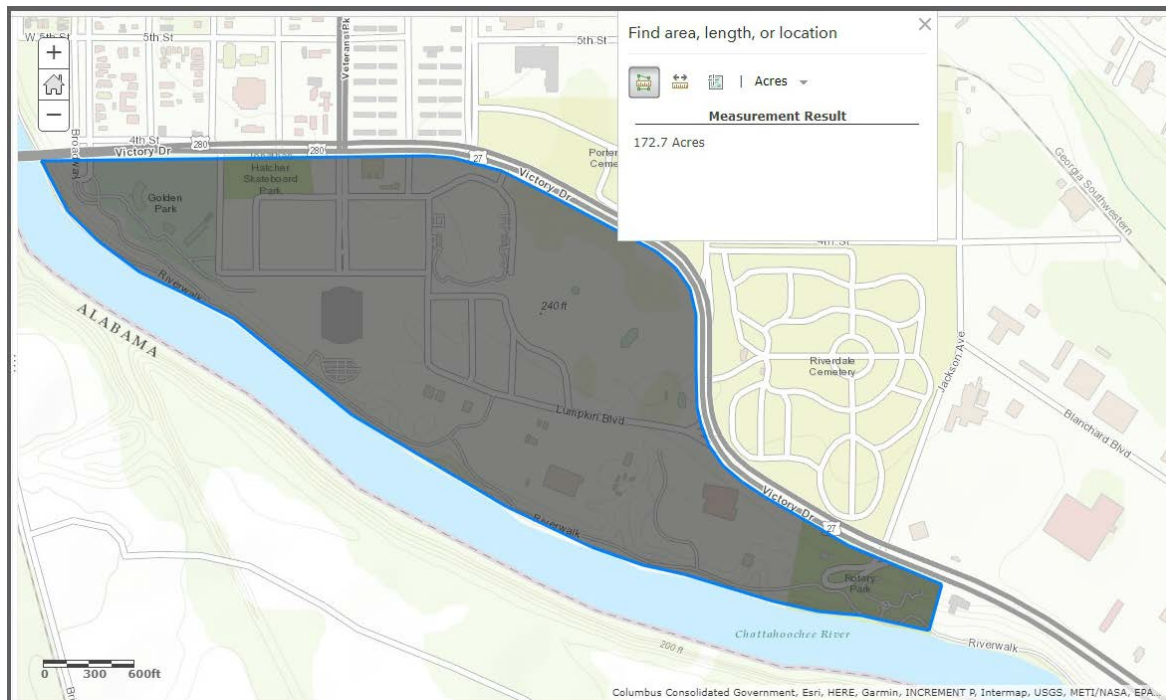 W 5th St
5th St
Veterans Pk
5th St
Find area, length, or location
Acres
Measurement Result
172.7 Acres
+
−
Broadway
4th St
280
280
Victory Dr
27
Victory Dr
Porter
Ceme
Hatcher
Skateboard
Park
Golden
Park
4th St
Georgia Southwestern
Riverwalk
ALABAMA
240 ft
Riverdale
Cemetery
Jackson Ave
Blanchard Blvd
Lumpkin Blvd
Victory Dr
27
Riverwalk
Rotary
Park
Chattahoochee River
Riverwalk
200 ft
0 300 600ft
Columbus Consolidated Government, Esri, HERE, Garmin, INCREMENT P, Intermap, USGS, METI/NASA, EPA...